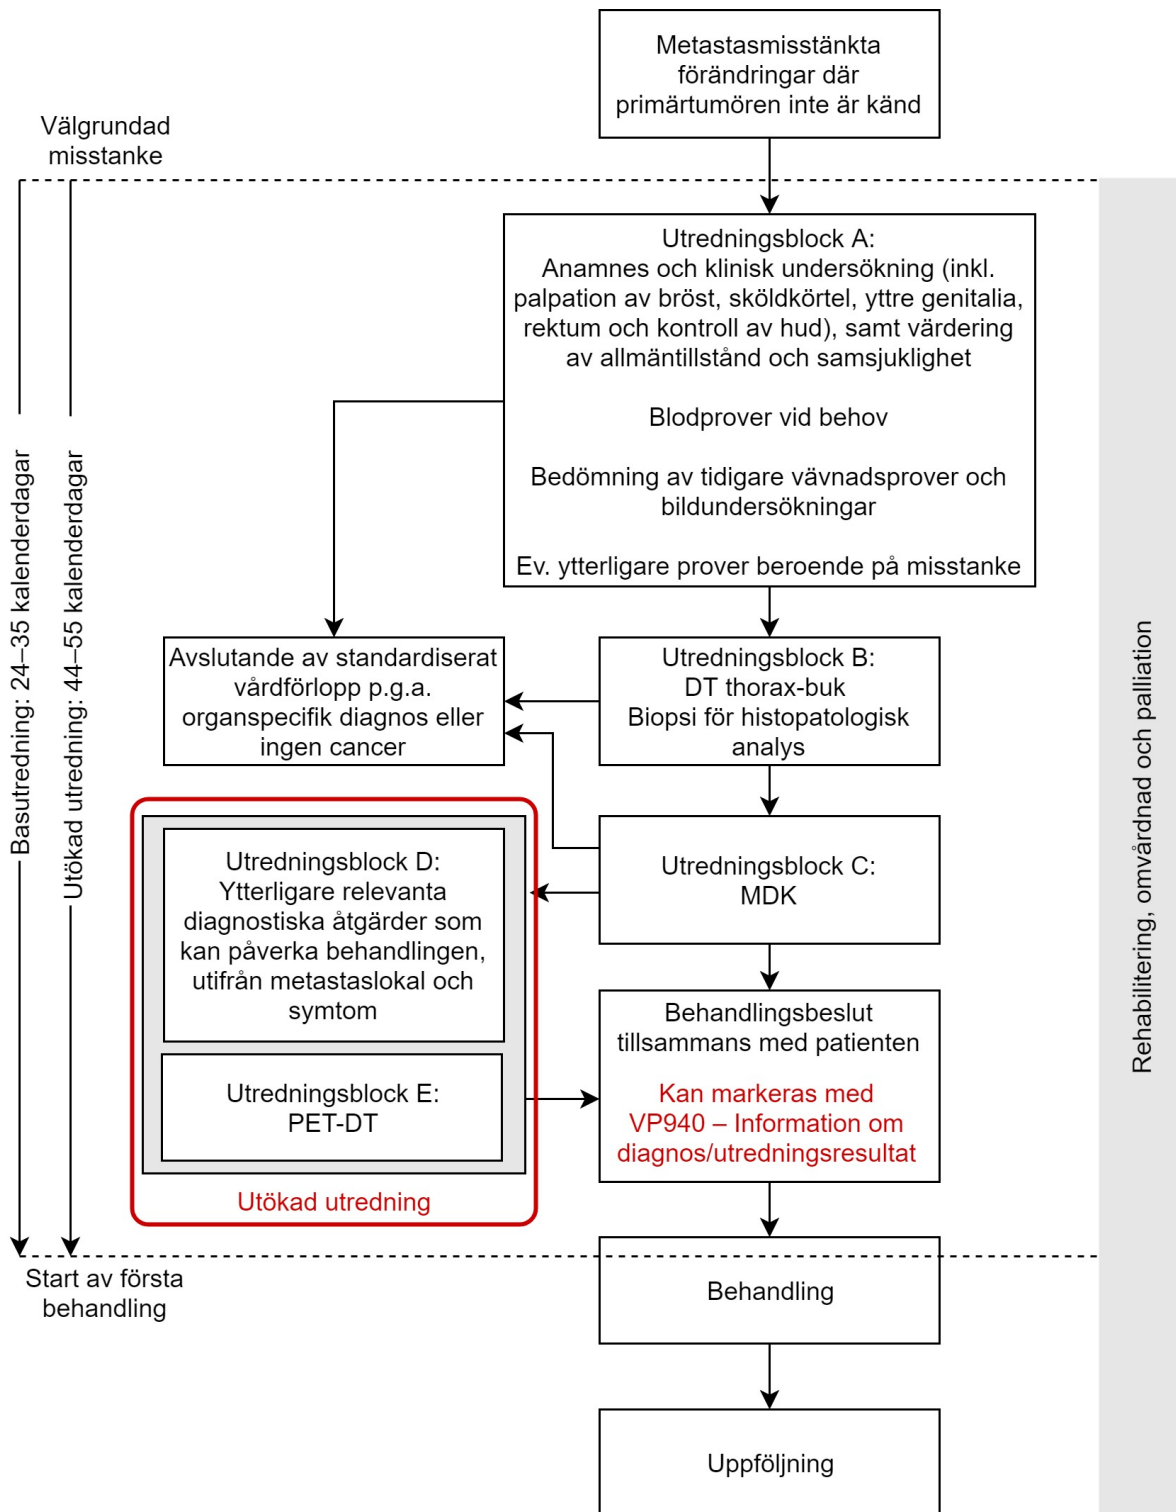 Metastasmisstänkta
förändringar där
primärtumören inte är känd
Välgrundad
misstanke
Utredningsblock A:
Anamnes och klinisk undersökning (inkl.
palpation av bröst, sköldkörtel, yttre genitalia,
rektum och kontroll av hud), samt värdering
av allmäntillstånd och samsjuklighet
Blodprover vid behov
Bedömning av tidigare vävnadsprover och
bildundersökningar
Ev. ytterligare prover beroende på misstanke
Basutredning: 24–35 kalenderdagar
Utökad utredning: 44–55 kalenderdagar
Avslutande av standardiserat
vårdförlopp p.g.a.
organspecifik diagnos eller
ingen cancer
Utredningsblock B:
DT thorax-buk
Biopsi för histopatologisk
analys
Utredningsblock C:
MDK
Utredningsblock D:
Ytterligare relevanta
diagnostiska åtgärder som
kan påverka behandlingen,
utifrån metastaslokal och
symtom
Utredningsblock E:
PET-DT
Utökad utredning
Behandlingsbeslut
tillsammans med patienten
Kan markeras med
VP940 – Information om
diagnos/utredningsresultat
Rehabilitering, omvårdnad och palliation
Start av första
behandling
Behandling
Uppföljning